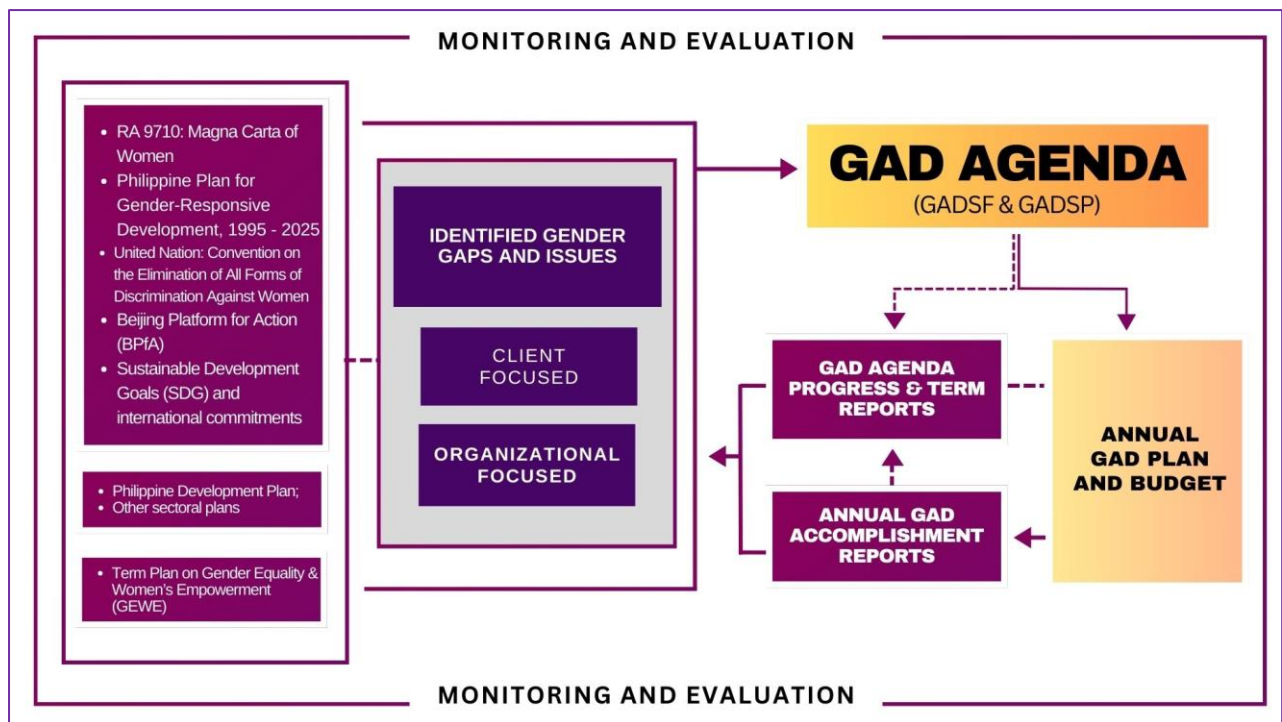 MONITORING AND EVALUATION
• RA 9710: Magna Carta of
Women
• Philippine Plan for
Gender-Responsive
Development, 1995 - 2025
• United Nation: Convention on
the Elimination of All Forms of
Discrimination Against Women
• Beijing Platform for Action
(BPfA)
• Sustainable Development
Goals (SDG) and
international commitments
• Philippine Development Plan;
• Other sectoral plans
• Term Plan on Gender Equality &
Women's Empowerment
(GEWE)
IDENTIFIED GENDER
GAPS AND ISSUES
CLIENT
FOCUSED
ORGANIZATIONAL
FOCUSED
GAD AGENDA
(GADSF & GADSP)
GAD AGENDA
PROGRESS & TERM
REPORTS
ANNUAL GAD
ACCOMPLISHMENT
REPORTS
ANNUAL
GAD PLAN
AND BUDGET
MONITORING AND EVALUATION